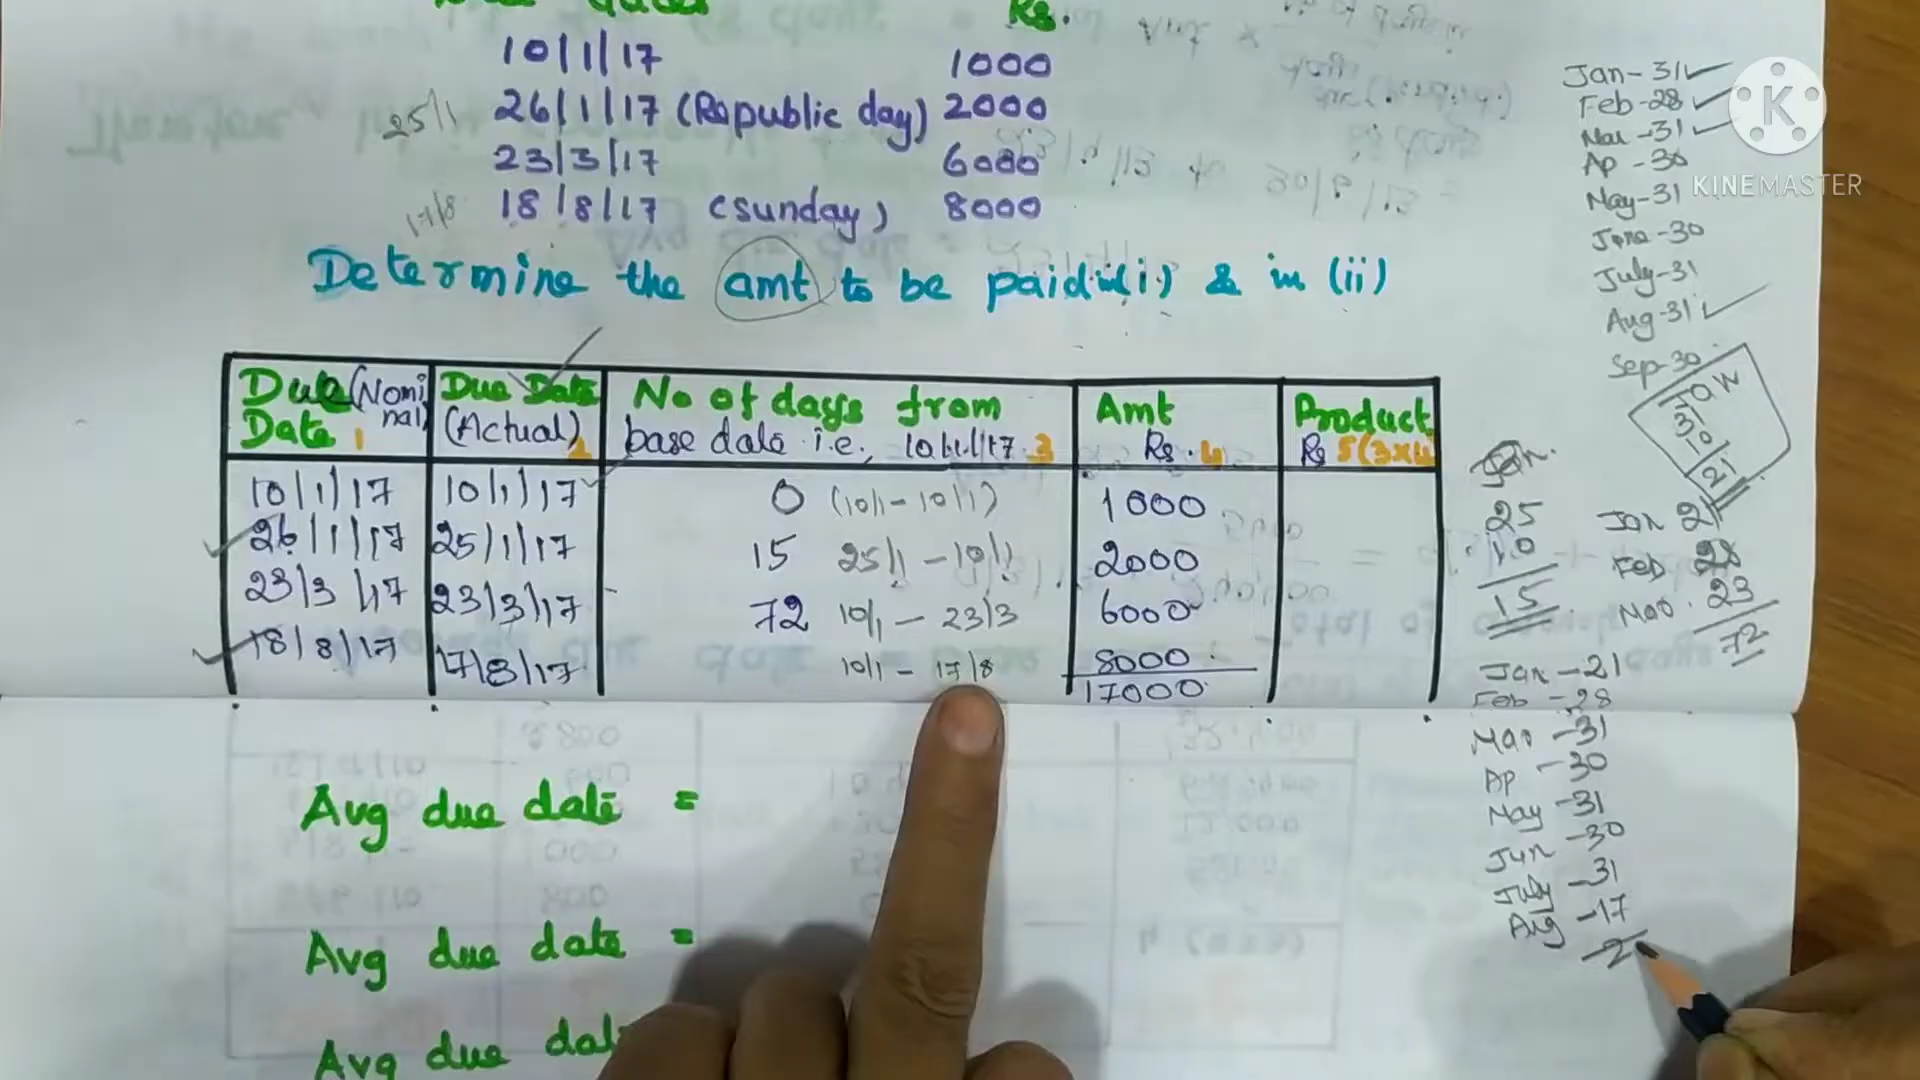 Rs.
10/1/17 1000
25/1 26/1/17 (Republic day) 2000
23/3/17 6000
17/8 18/8/17 (sunday) 8000
Determine the amt to be paid in (i) & in (ii)
Due (Nominal) Date 1
Due Date (Actual) 2
No of days from base date i.e., 10/1/17 3
Amt Rs. 4
Product Rs 5(3x4)
10/1/17 10/1/17 0 (10/1 - 10/1) 1000
26/1/17 25/1/17 15 25/1 - 10/1 2000
23/3/17 23/3/17 72 10/1 - 23/3 6000
18/8/17 17/8/17 10/1 - 17/8 8000
17000
Avg due date =
Avg due date =
Avg due
Jan-31
Feb-28
Mar-31
Ap-30
May-31
June-30
July-31
Aug-31
Sep-30
Jan.
25
10
15
Jan 21
Feb 28
Mar. 23
72
Jan - 21
Feb - 28
Mar - 31
Ap - 30
May - 31
Jun - 30
July - 31
Aug - 17
2
K
KINEMASTER